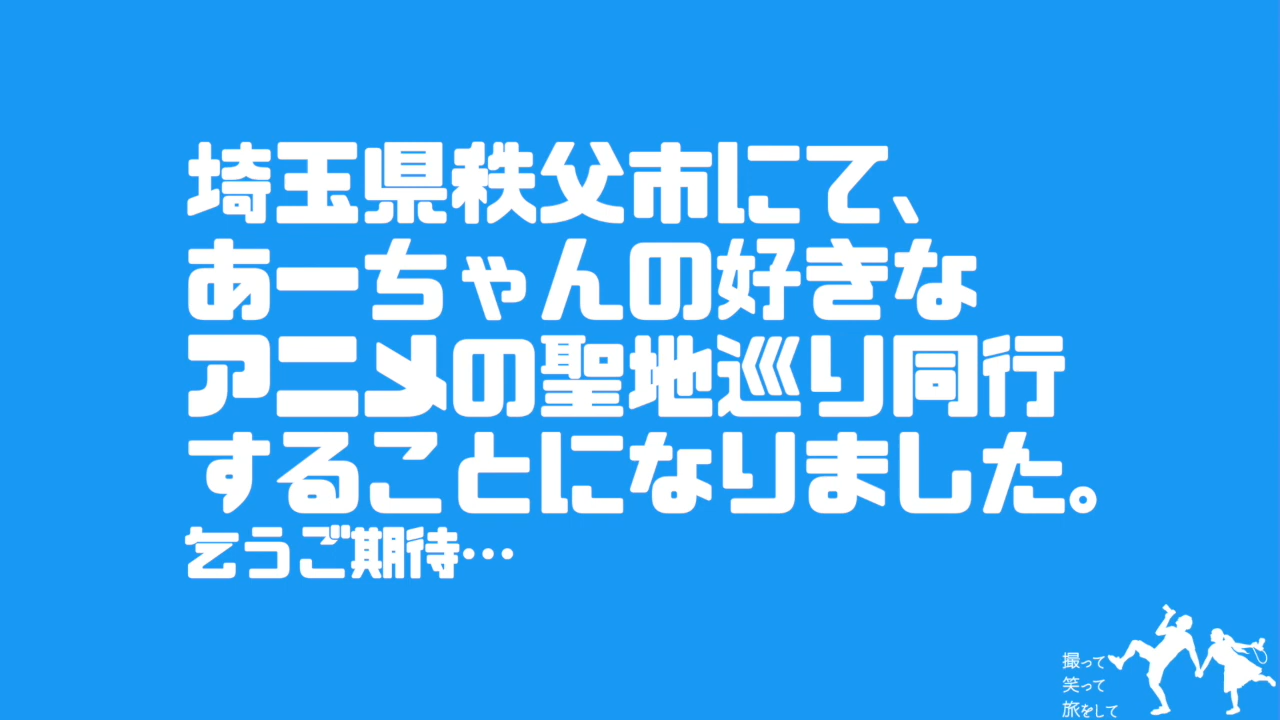 埼玉県秩父市にて、
あーちゃんの好きな
アニメの聖地巡り同行
することになりました。
乞うご期待…
撮って
笑って
旅をして